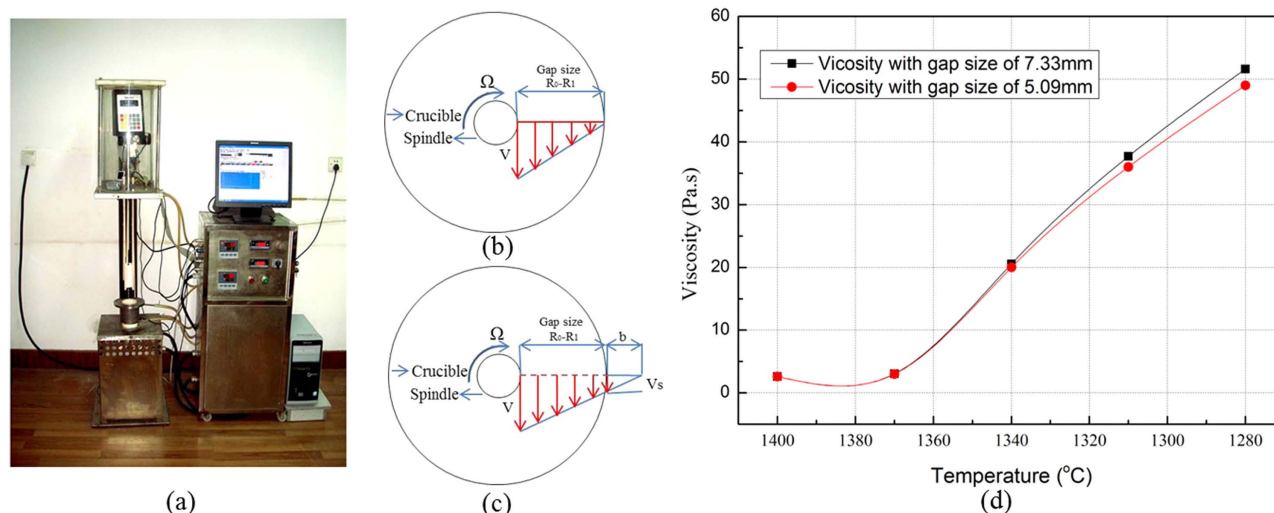 (a)
Ω
Gap size
R₀-R₁
Crucible
Spindle
V
(b)
Ω
Gap size
R₀-R₁
b
Crucible
Spindle
V
Vs
(c)
Viscosity (Pa.s)
60
50
40
30
20
10
0
Vicosity with gap size of 7.33mm
Vicosity with gap size of 5.09mm
1400 1380 1360 1340 1320 1300 1280
Temperature (°C)
(d)